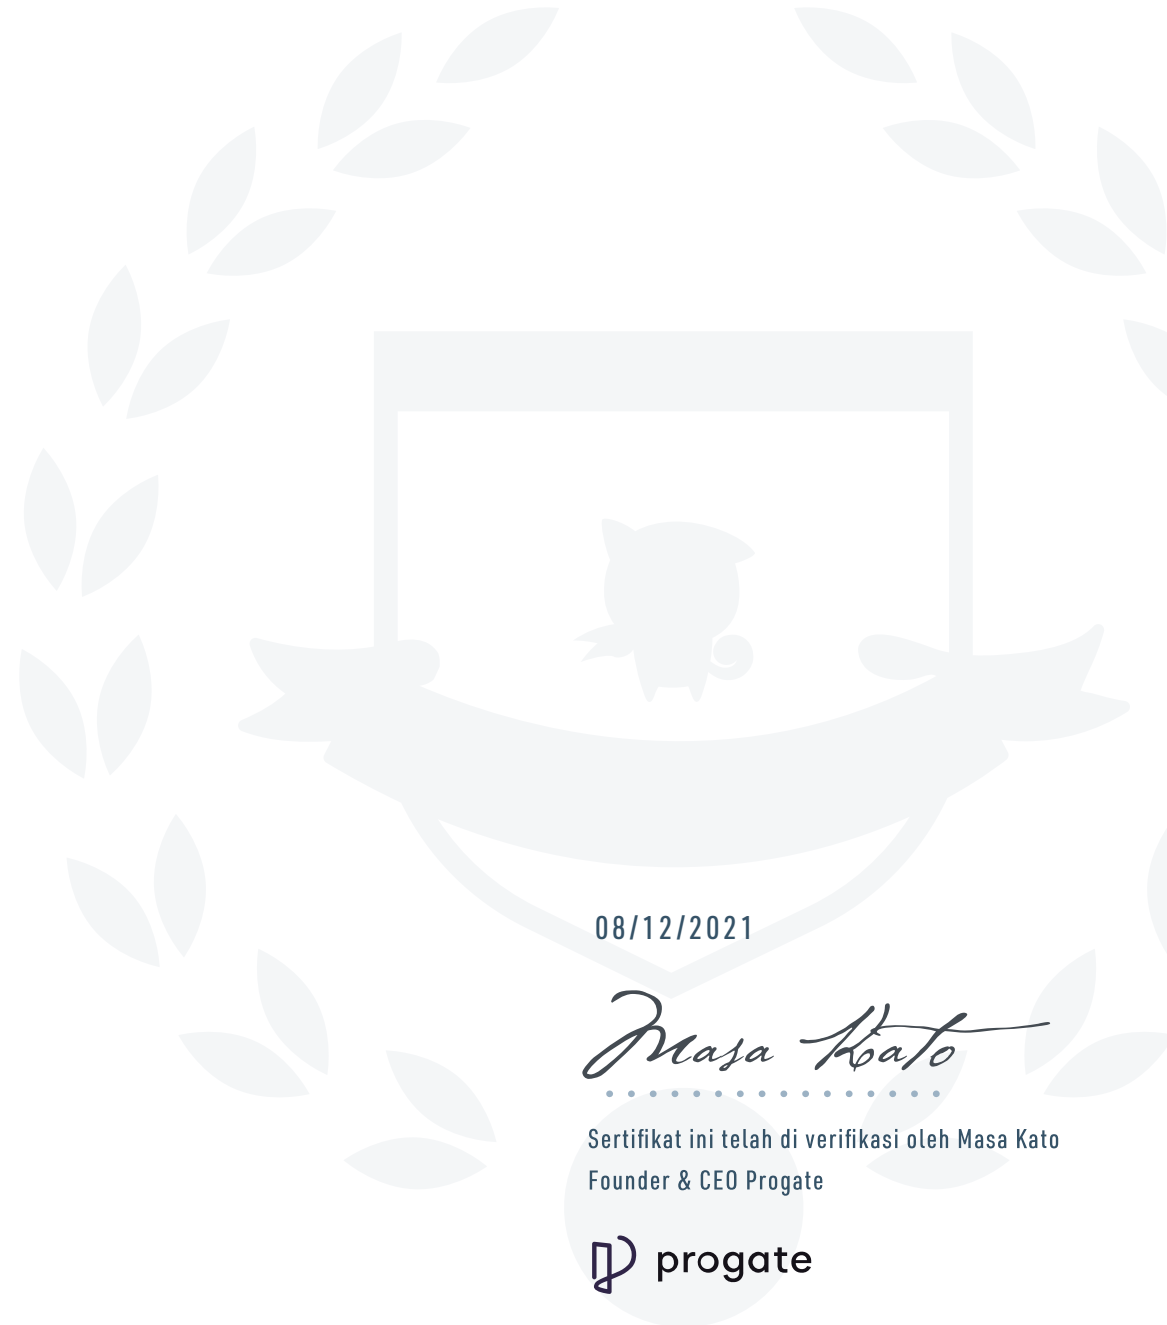 08/12/2021
Masa Kato
Sertifikat ini telah di verifikasi oleh Masa Kato
Founder & CEO Progate
progate